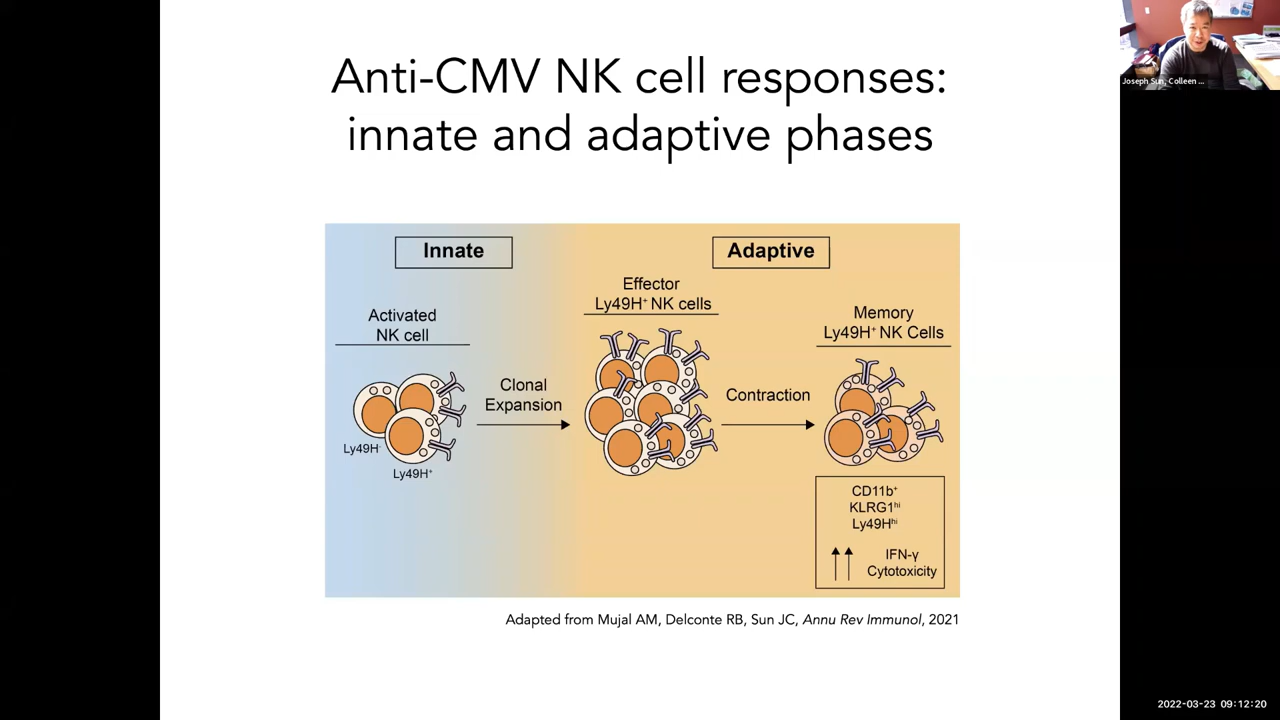 Anti-CMV NK cell responses:
innate and adaptive phases
Innate
Adaptive
Activated
NK cell
Ly49H⁻
Ly49H⁺
Clonal
Expansion
Effector
Ly49H⁺ NK cells
Contraction
Memory
Ly49H⁺ NK Cells
CD11b⁺
KLRG1ʰⁱ
Ly49Hʰⁱ
IFN-γ
Cytotoxicity
Adapted from Mujal AM, Delconte RB, Sun JC, Annu Rev Immunol, 2021
Joseph Sun, Colleen ...
2022-03-23 09:12:20